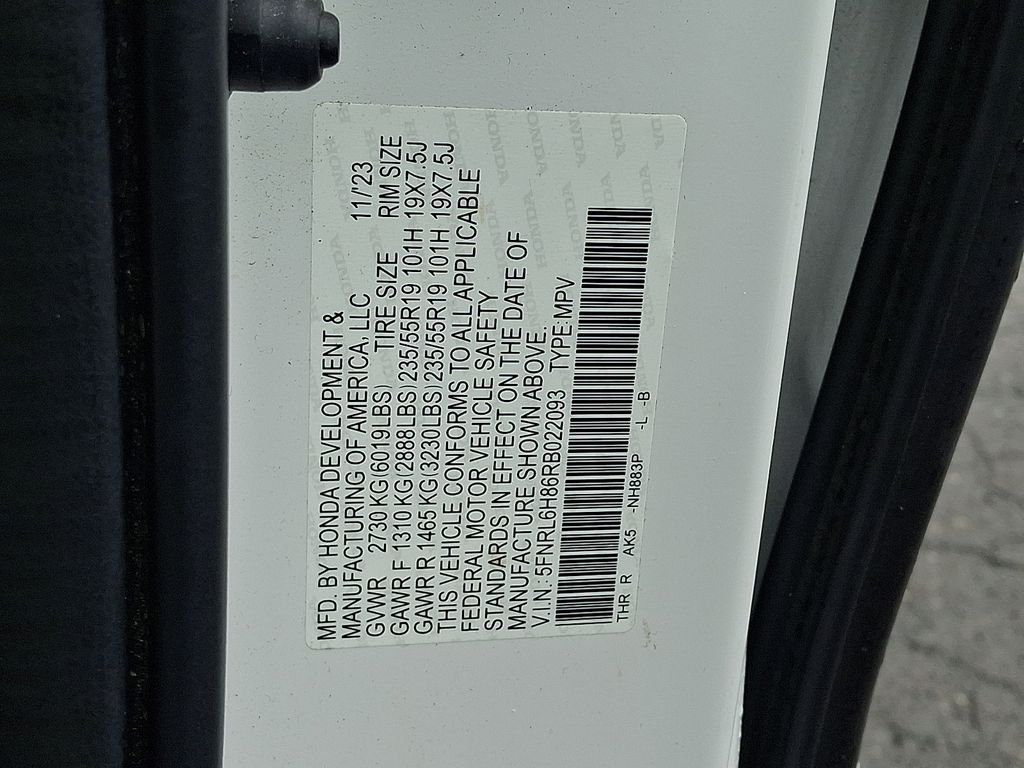 MFD. BY HONDA DEVELOPMENT &
MANUFACTURING OF AMERICA, LLC 11/'23
GVWR 2730 KG(6019LBS) TIRE SIZE RIM SIZE
GAWR F 1310 KG(2888LBS) 235/55R19 101H 19X7.5J
GAWR R 1465 KG(3230LBS) 235/55R19 101H 19X7.5J
THIS VEHICLE CONFORMS TO ALL APPLICABLE
FEDERAL MOTOR VEHICLE SAFETY
STANDARDS IN EFFECT ON THE DATE OF
MANUFACTURE SHOWN ABOVE.
V.I.N.: 5FNRL6H86RB022093 TYPE:MPV
THR R AK5 -NH883P -L -B